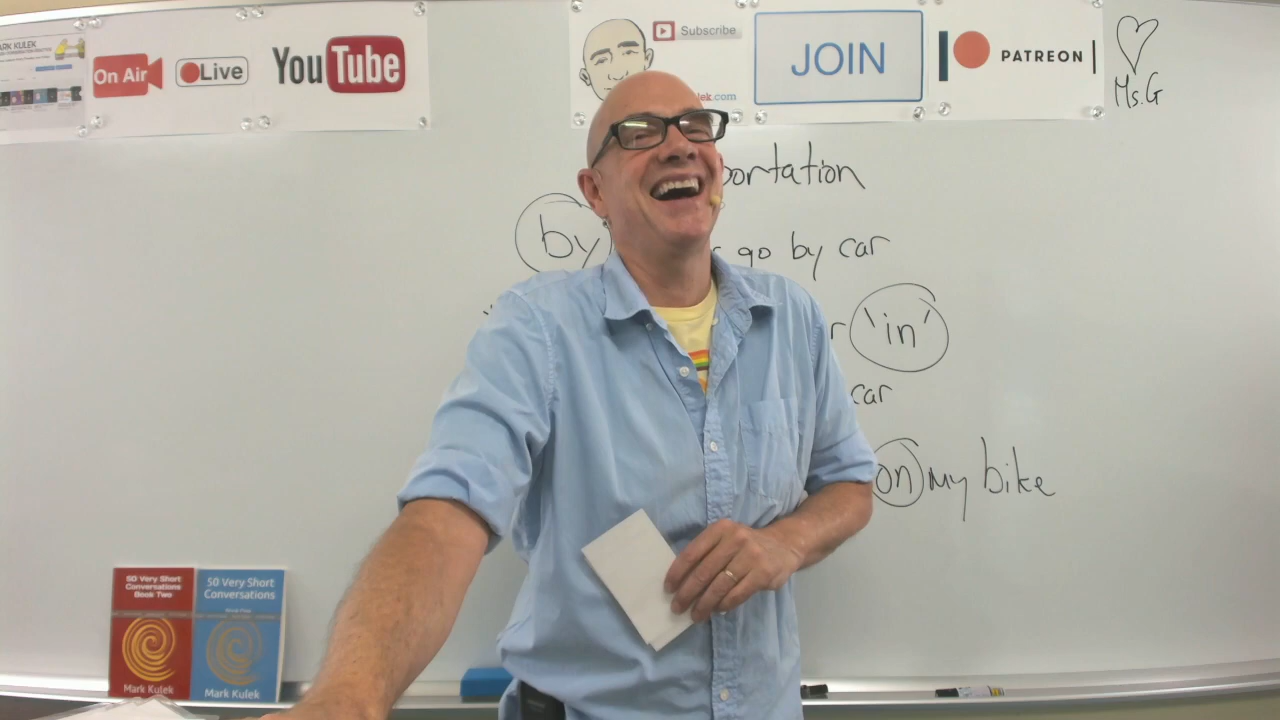 MARK KULEK
On Air
Live
YouTube
Subscribe
lek.com
JOIN
PATREON
Ms. G
portation
by
go by car
r 'in'
car
on my bike
50 Very Short
Conversations
Book Two
Mark Kulek
50 Very Short
Conversations
Mark Kulek